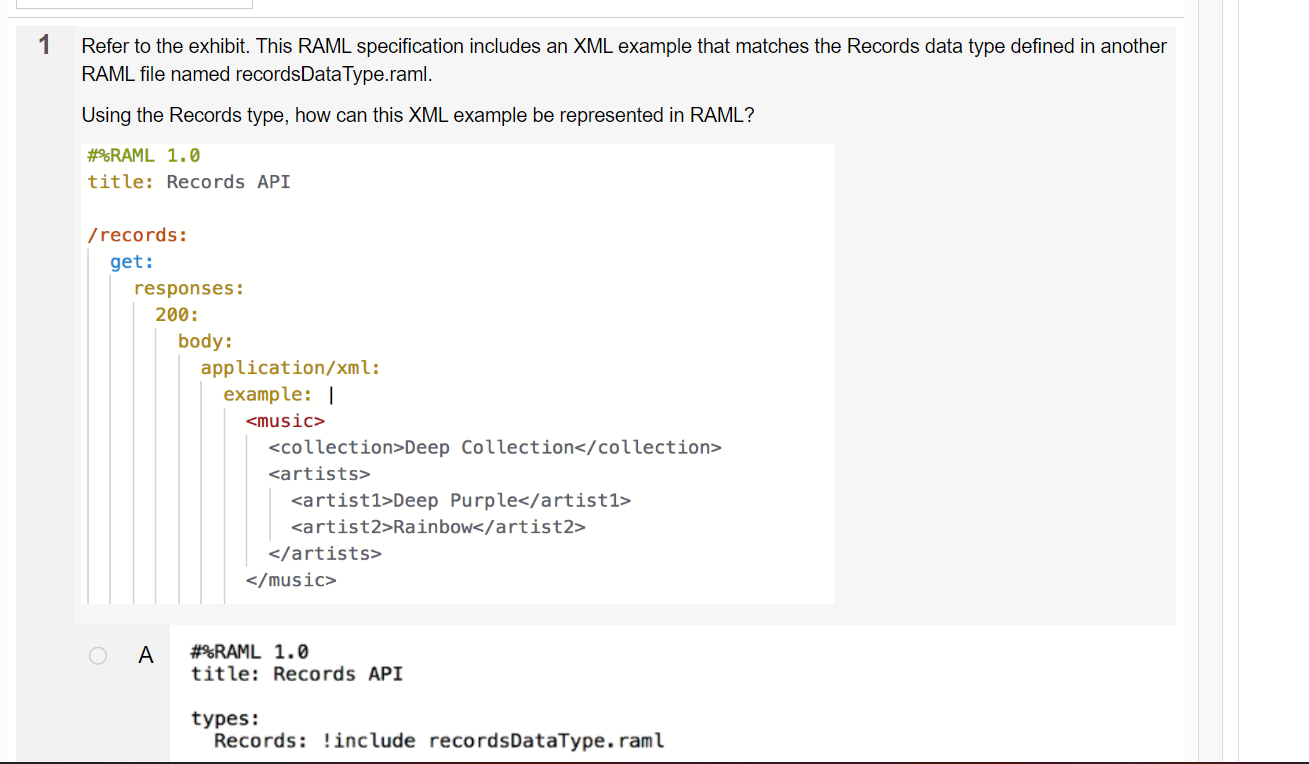 1
Refer to the exhibit. This RAML specification includes an XML example that matches the Records data type defined in another
RAML file named recordsDataType.raml.
Using the Records type, how can this XML example be represented in RAML?
#%RAML 1.0
title: Records API
/records:
get:
responses:
200:
body:
application/xml:
example: |
<music>
<collection>Deep Collection</collection>
<artists>
<artist1>Deep Purple</artist1>
<artist2>Rainbow</artist2>
</artists>
</music>
A
#%RAML 1.0
title: Records API
types:
Records: !include recordsDataType.raml